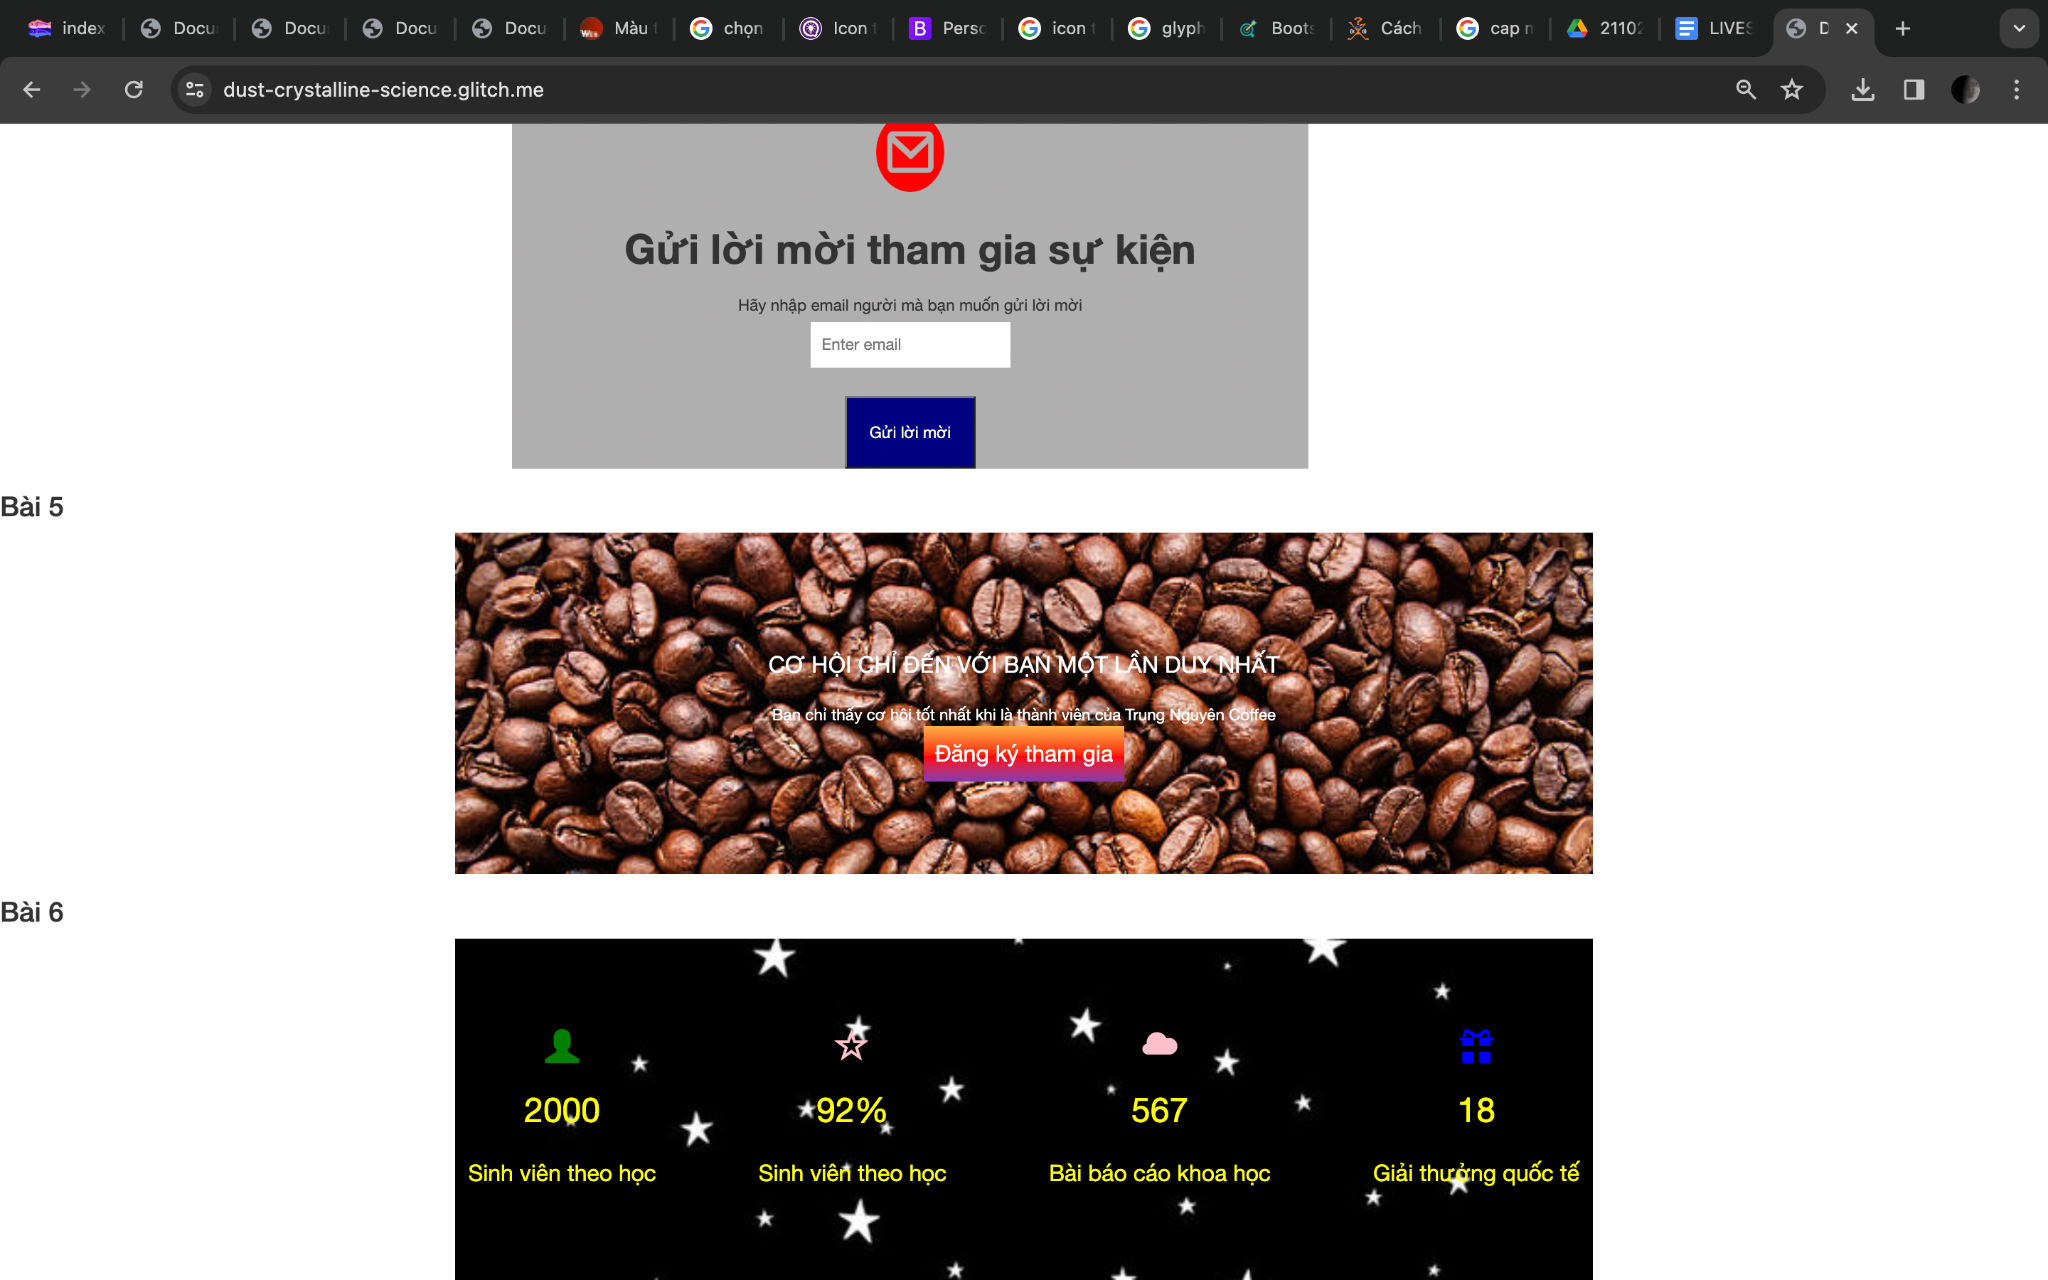 index
Docu
Docu
Docu
Docu
Màu t
chọn
Icon t
Perso
icon t
glyph
Boots
Cách
cap n
21102
LIVES
D
dust-crystalline-science.glitch.me
Gửi lời mời tham gia sự kiện
Hãy nhập email người mà bạn muốn gửi lời mời
Enter email
Gửi lời mời
Bài 5
CƠ HỘI CHỈ ĐẾN VỚI BẠN MỘT LẦN DUY NHẤT
Bạn chỉ thấy cơ hội tốt nhất khi là thành viên của Trung Nguyên Coffee
Đăng ký tham gia
Bài 6
2000
92%
567
18
Sinh viên theo học
Sinh viên theo học
Bài báo cáo khoa học
Giải thưởng quốc tế